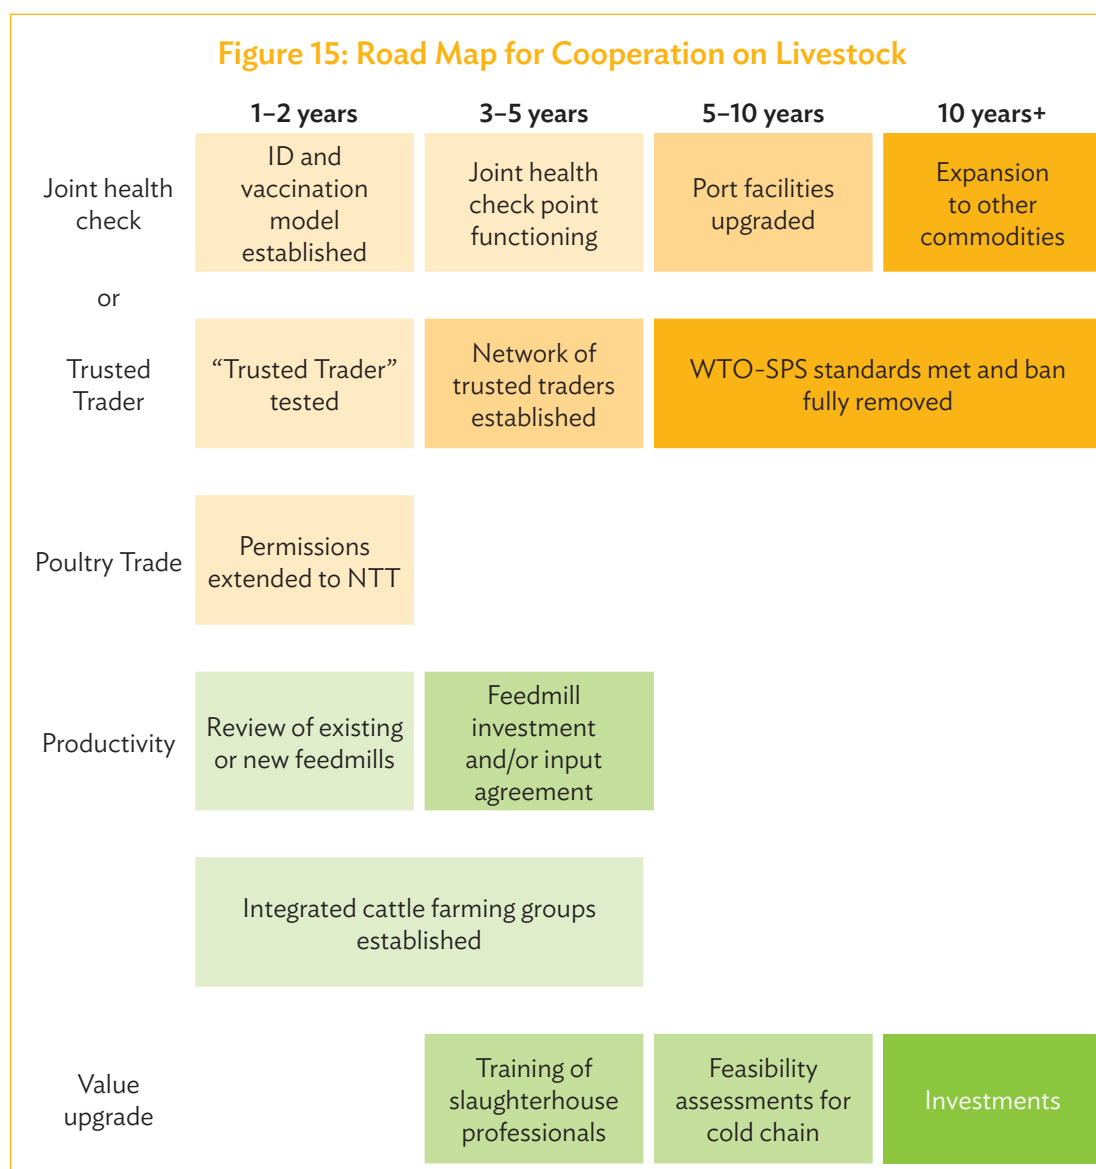 Figure 15: Road Map for Cooperation on Livestock
1–2 years
3–5 years
5–10 years
10 years+
Joint health
check
ID and
vaccination
model
established
Joint health
check point
functioning
Port facilities
upgraded
Expansion
to other
commodities
or
Trusted
Trader
“Trusted Trader”
tested
Network of
trusted traders
established
WTO-SPS standards met and ban
fully removed
Poultry Trade
Permissions
extended to NTT
Productivity
Review of existing
or new feedmills
Feedmill
investment
and/or input
agreement
Integrated cattle farming groups
established
Value
upgrade
Training of
slaughterhouse
professionals
Feasibility
assessments for
cold chain
Investments